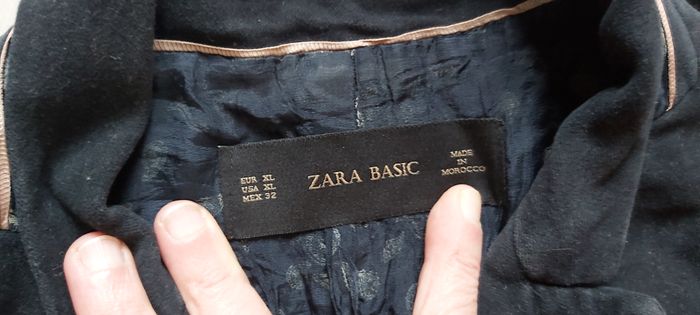 EUR XL
USA XL
MEX 32
ZARA BASIC
MADE
IN
MOROCCO